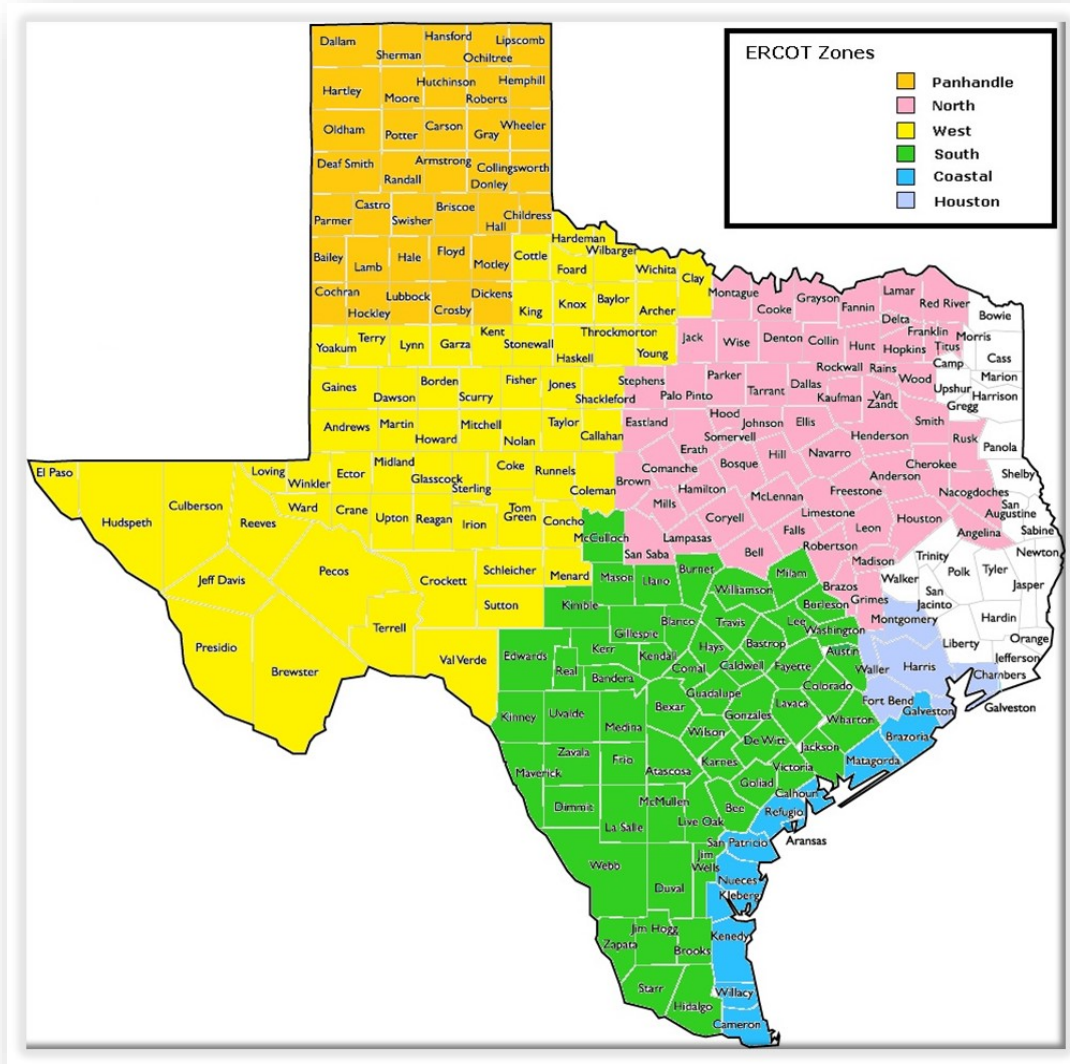 ERCOT Zones
Panhandle
North
West
South
Coastal
Houston
Dallam
Sherman
Hansford
Ochiltree
Lipscomb
Hartley
Moore
Hutchinson
Roberts
Hemphill
Oldham
Potter
Carson
Gray
Wheeler
Deaf Smith
Randall
Armstrong
Donley
Collingsworth
Parmer
Castro
Swisher
Briscoe
Hall
Childress
Bailey
Lamb
Hale
Floyd
Motley
Cottle
Hardeman
Foard
Wilbarger
Wichita
Clay
Cochran
Hockley
Lubbock
Crosby
Dickens
King
Knox
Baylor
Archer
Montague
Cooke
Grayson
Fannin
Lamar
Red River
Bowie
Delta
Yoakum
Terry
Lynn
Garza
Kent
Stonewall
Haskell
Throckmorton
Young
Jack
Wise
Denton
Collin
Hunt
Hopkins
Franklin
Titus
Morris
Camp
Cass
Marion
Gaines
Dawson
Borden
Scurry
Fisher
Jones
Shackleford
Stephens
Palo Pinto
Parker
Tarrant
Dallas
Rockwall
Kaufman
Rains
Van
Zandt
Wood
Upshur
Gregg
Harrison
Andrews
Martin
Howard
Mitchell
Nolan
Taylor
Callahan
Eastland
Erath
Hood
Somervell
Johnson
Ellis
Henderson
Smith
Rusk
Panola
El Paso
Hudspeth
Culberson
Reeves
Loving
Winkler
Ward
Ector
Crane
Midland
Upton
Glasscock
Reagan
Sterling
Irion
Coke
Tom
Green
Runnels
Concho
Coleman
Brown
Comanche
Mills
Hamilton
Bosque
Hill
Navarro
McLennan
Limestone
Freestone
Anderson
Cherokee
Nacogdoches
Shelby
San
Augustine
Sabine
Coryell
Falls
Leon
Houston
Angelina
McCulloch
San Saba
Lampasas
Bell
Robertson
Madison
Trinity
Polk
Tyler
Newton
Jasper
Jeff Davis
Pecos
Crockett
Schleicher
Menard
Sutton
Mason
Llano
Burnet
Williamson
Milam
Brazos
Grimes
Walker
San
Jacinto
Hardin
Presidio
Brewster
Terrell
Val Verde
Kimble
Gillespie
Blanco
Travis
Lee
Burleson
Washington
Montgomery
Liberty
Orange
Jefferson
Edwards
Real
Kerr
Bandera
Kendall
Comal
Hays
Caldwell
Bastrop
Fayette
Austin
Waller
Harris
Chambers
Kinney
Uvalde
Medina
Bexar
Guadalupe
Gonzales
Lavaca
Colorado
Wharton
Fort Bend
Galveston
Galveston
Brazoria
Maverick
Zavala
Frio
Atascosa
Wilson
Karnes
De Witt
Jackson
Matagorda
Dimmit
La Salle
McMullen
Live Oak
Bee
Goliad
Victoria
Calhoun
Refugio
Aransas
San Patricio
Webb
Duval
Jim
Wells
Nueces
Kleberg
Zapata
Jim Hogg
Brooks
Kenedy
Starr
Hidalgo
Willacy
Cameron